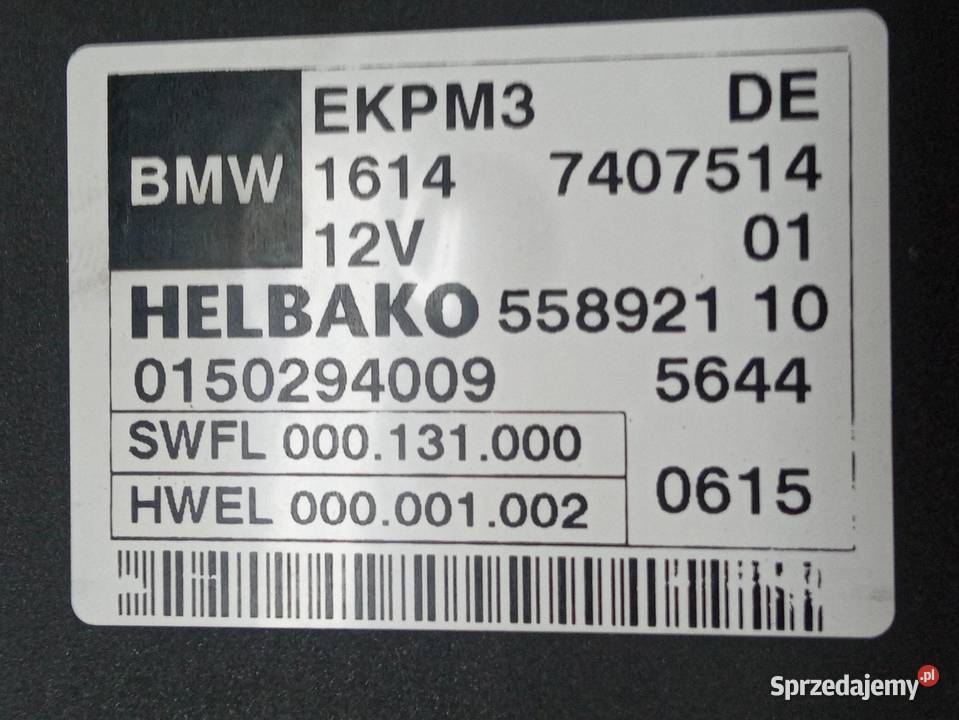 EKPM3 DE
BMW 1614 7407514
12V 01
HELBAKO 558921 10
0150294009 5644
SWFL 000.131.000
HWEL 000.001.002 0615
Sprzedajemy.pl